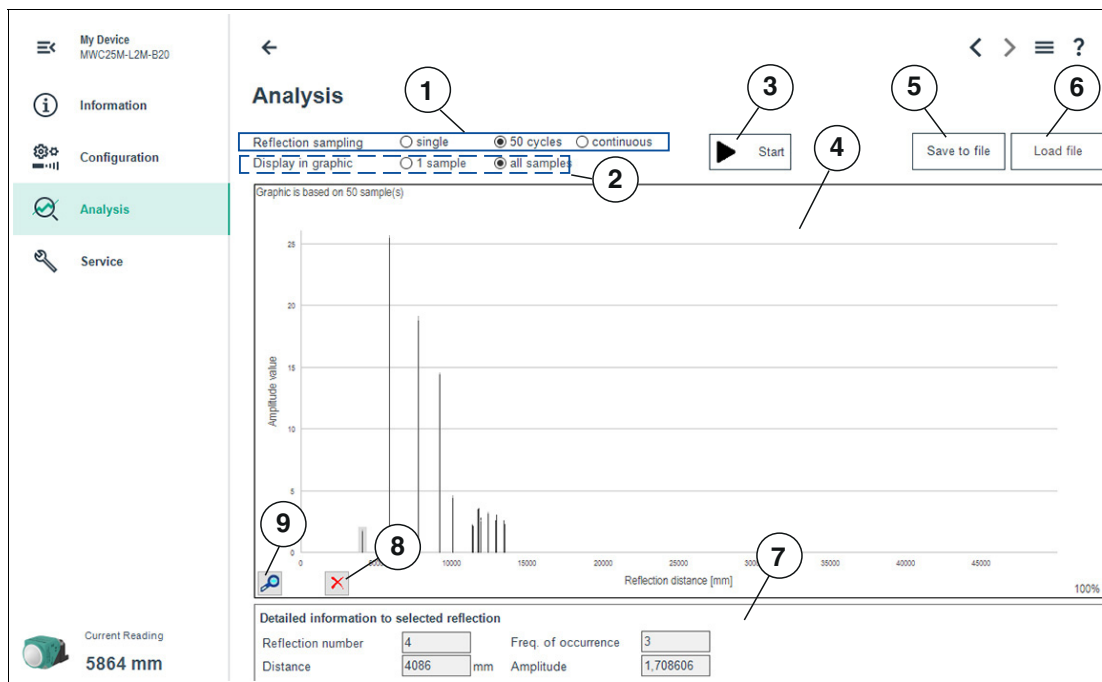 My Device
MWC25M-L2M-B20
Information
Configuration
Analysis
Service
Current Reading
5864 mm
?
Analysis
1
Reflection sampling single 50 cycles continuous
Display in graphic 1 sample all samples
2
3
Start
4
5
Save to file
6
Load file
Graphic is based on 50 sample(s)
Amplitude value
25
20
15
10
5
0
0 5000 10000 15000 20000 25000 35000 40000 45000
Reflection distance [mm]
100%
9
8
7
Detailed information to selected reflection
Reflection number 4 Freq. of occurrence 3
Distance 4086 mm Amplitude 1,708606